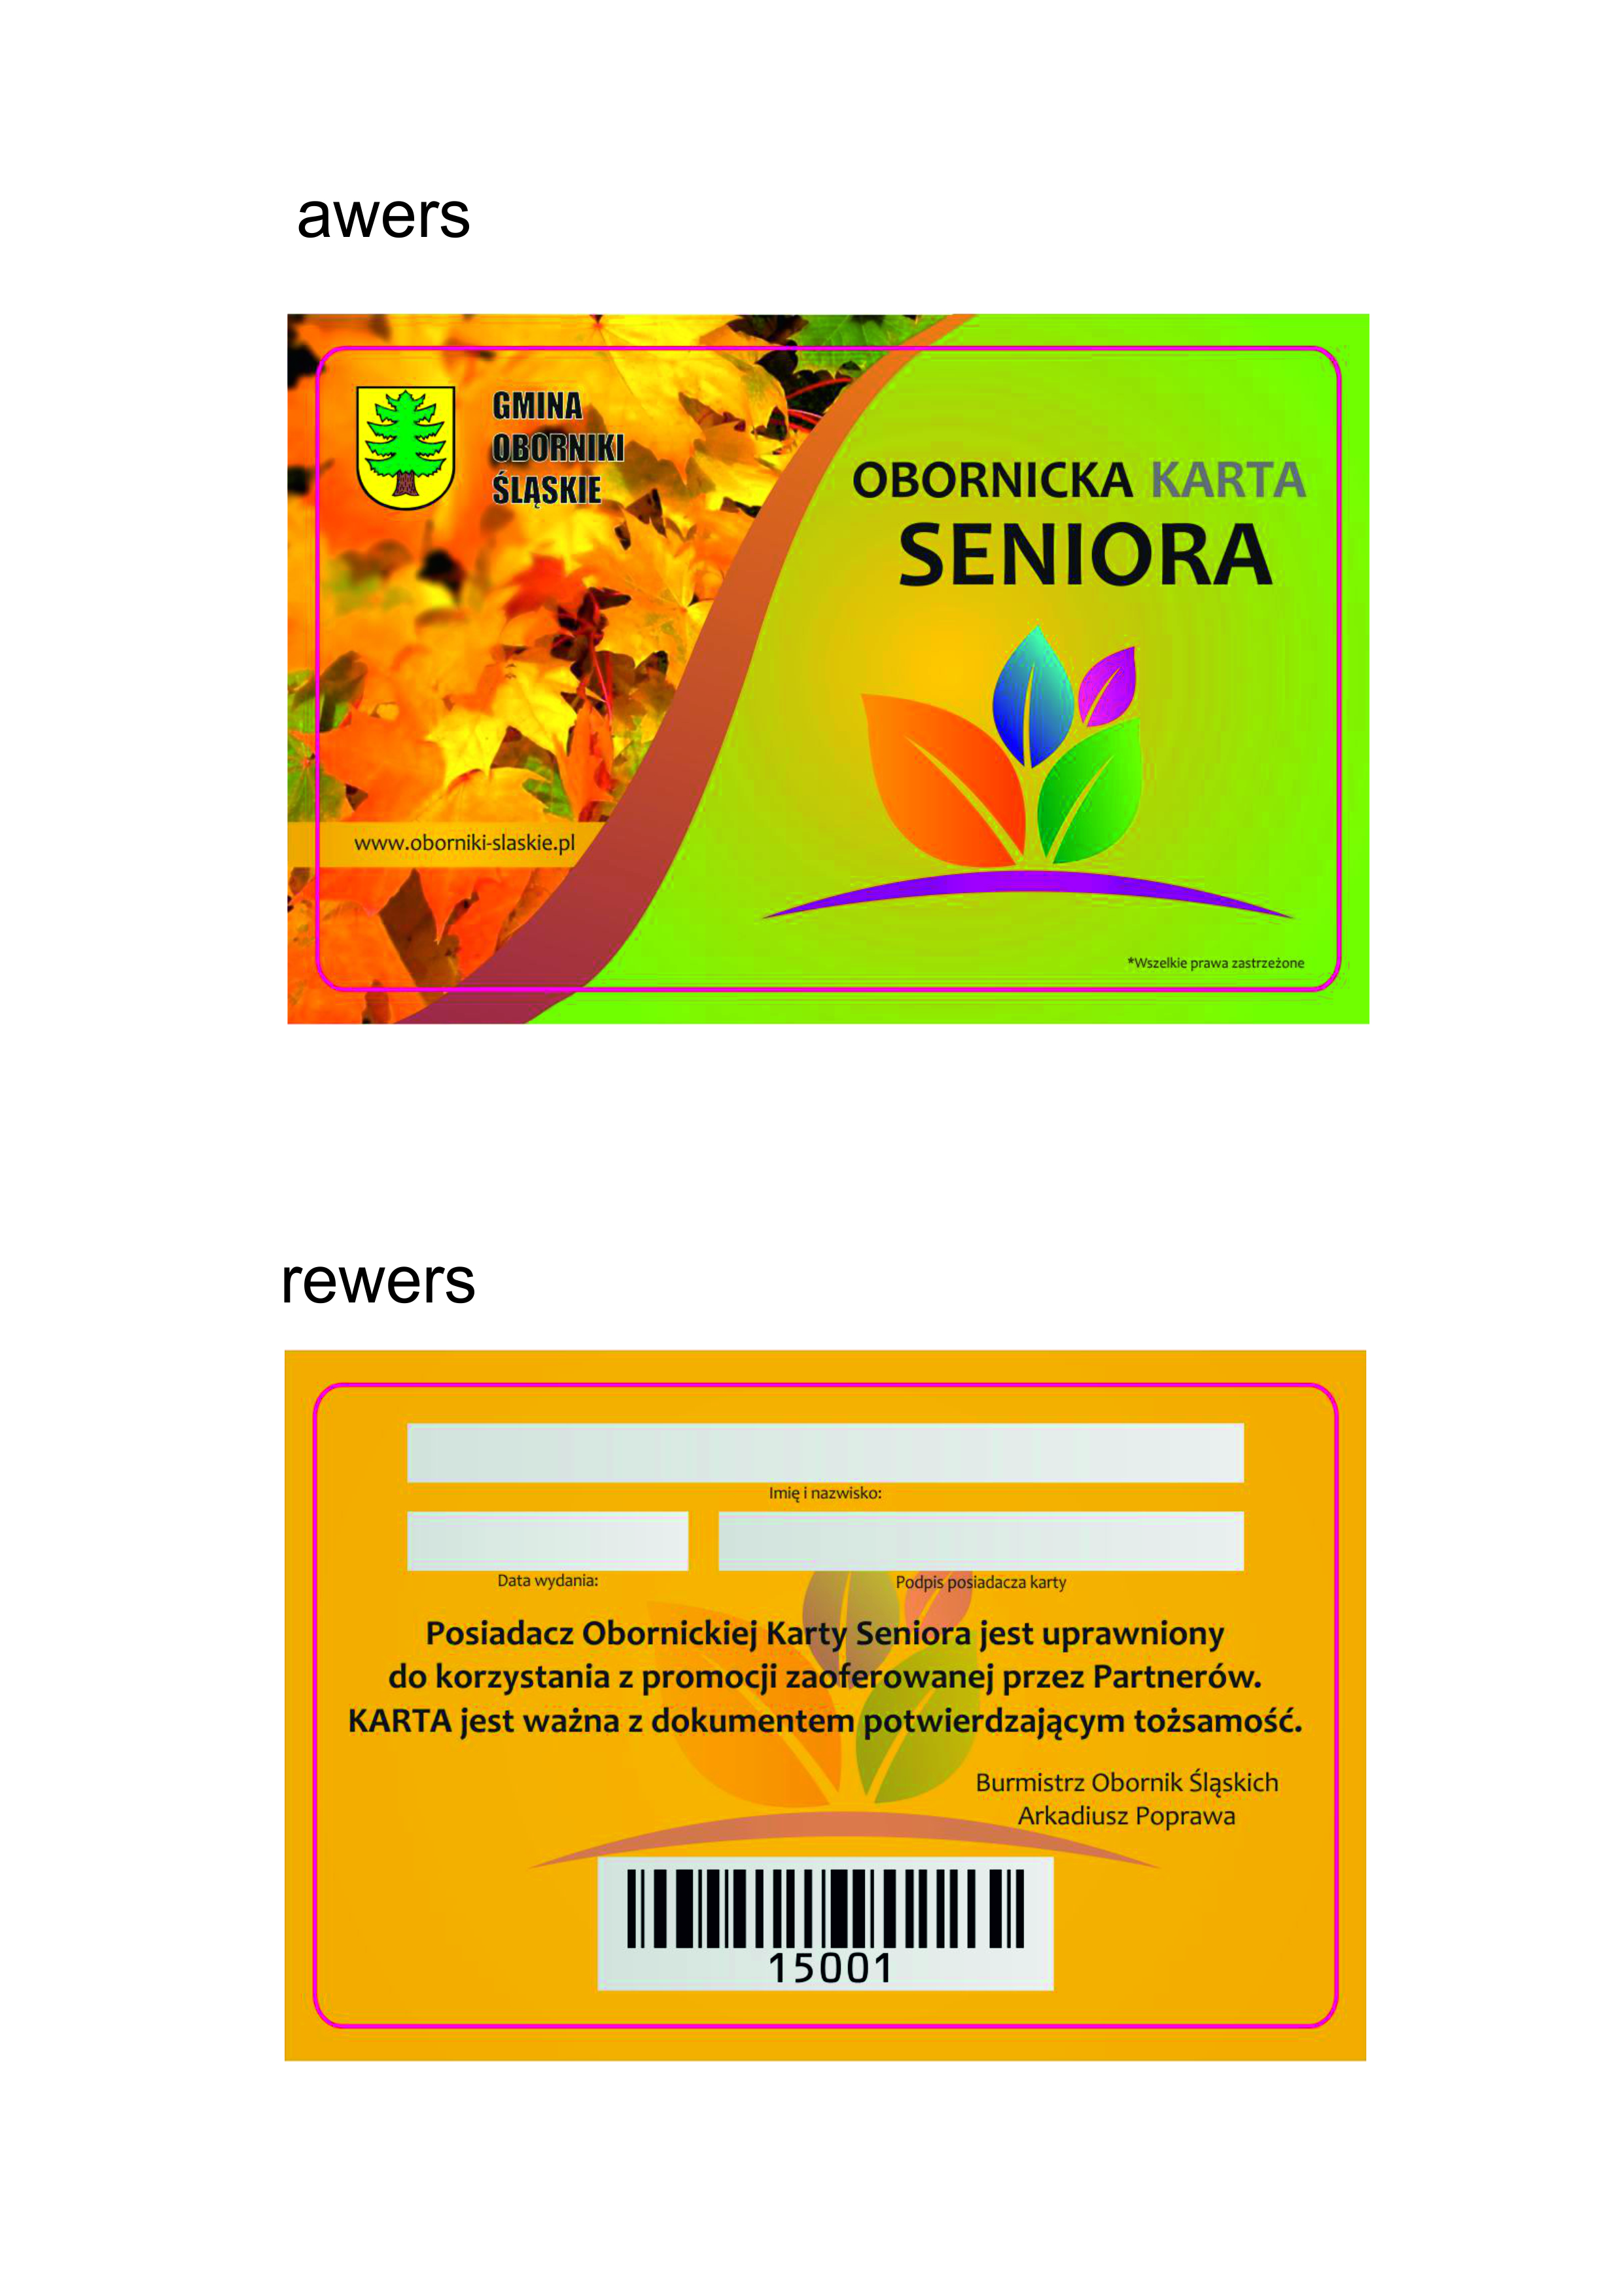 awers
GMINA
OBORNIKI
ŚLĄSKIE
OBORNICKA KARTA
SENIORA
www.oborniki-slaskie.pl
*Wszelkie prawa zastrzeżone
rewers
Imię i nazwisko:
Data wydania:
Podpis posiadacza karty
Posiadacz Obornickiej Karty Seniora jest uprawniony
do korzystania z promocji zaoferowanej przez Partnerów.
KARTA jest ważna z dokumentem potwierdzającym tożsamość.
Burmistrz Obornik Śląskich
Arkadiusz Poprawa
15001